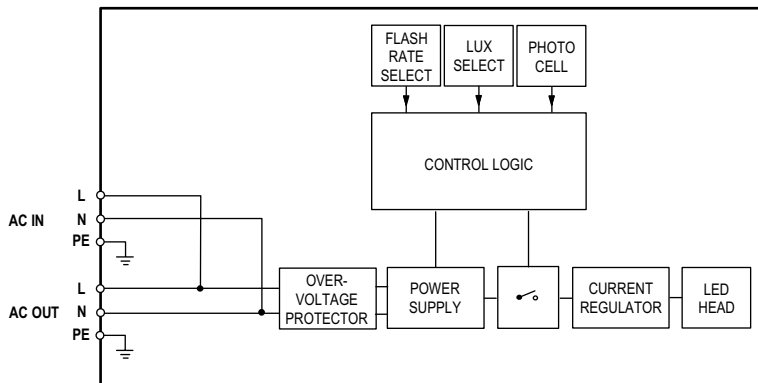 FLASH
RATE
SELECT
LUX
SELECT
PHOTO
CELL
CONTROL LOGIC
AC IN
L
N
PE
AC OUT
L
N
PE
OVER-
VOLTAGE
PROTECTOR
POWER
SUPPLY
CURRENT
REGULATOR
LED
HEAD